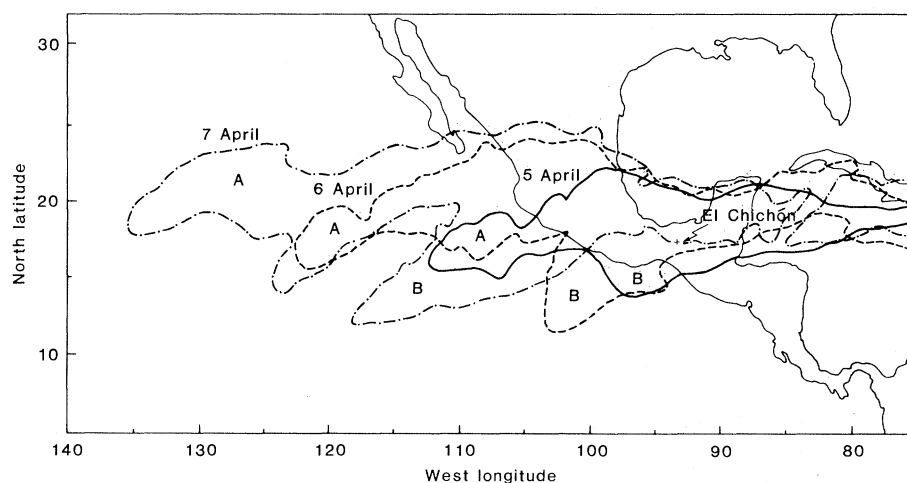 30
20
10
North latitude
7 April
A
6 April
A
5 April
A
El Chichón
B
B
B
140
130
120
110
100
90
80
West longitude